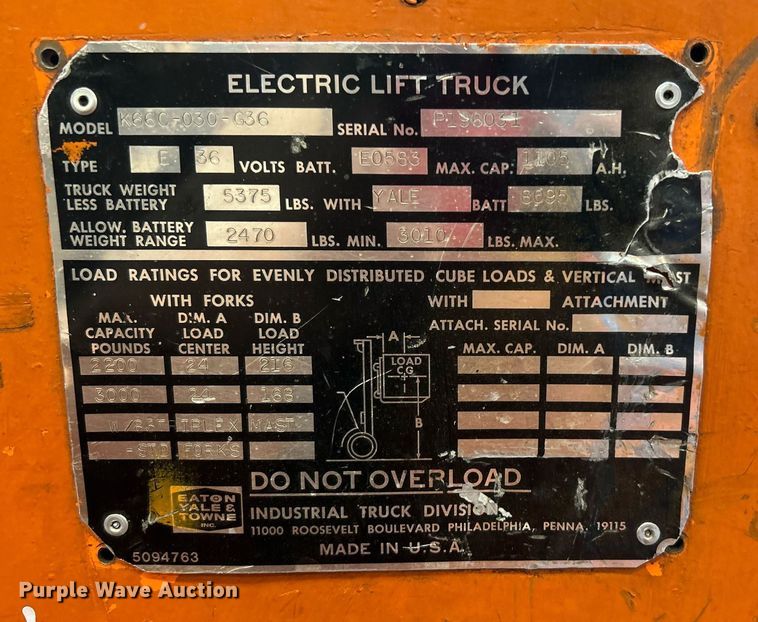 ELECTRIC LIFT TRUCK
MODEL K66C-030-G36 SERIAL No. P198031
TYPE E 36 VOLTS BATT. E0583 MAX. CAP. 1105 A.H.
TRUCK WEIGHT LESS BATTERY 5375 LBS. WITH YALE BATT 8695 LBS.
ALLOW. BATTERY WEIGHT RANGE 2470 LBS. MIN. 3010 LBS. MAX.
LOAD RATINGS FOR EVENLY DISTRIBUTED CUBE LOADS & VERTICAL MAST
WITH FORKS
MAX. CAPACITY POUNDS DIM. A LOAD CENTER DIM. B LOAD HEIGHT
2200 24 216
3000 24 188
MAST
-STD FORKS
A
LOAD
C.G.
B
WITH ATTACHMENT
ATTACH. SERIAL No.
MAX. CAP. DIM. A DIM. B
DO NOT OVERLOAD
EATON
YALE &
TOWNE
INC.
INDUSTRIAL TRUCK DIVISION
11000 ROOSEVELT BOULEVARD PHILADELPHIA, PENNA. 19115
MADE IN U.S.A.
5094763
Purple Wave Auction